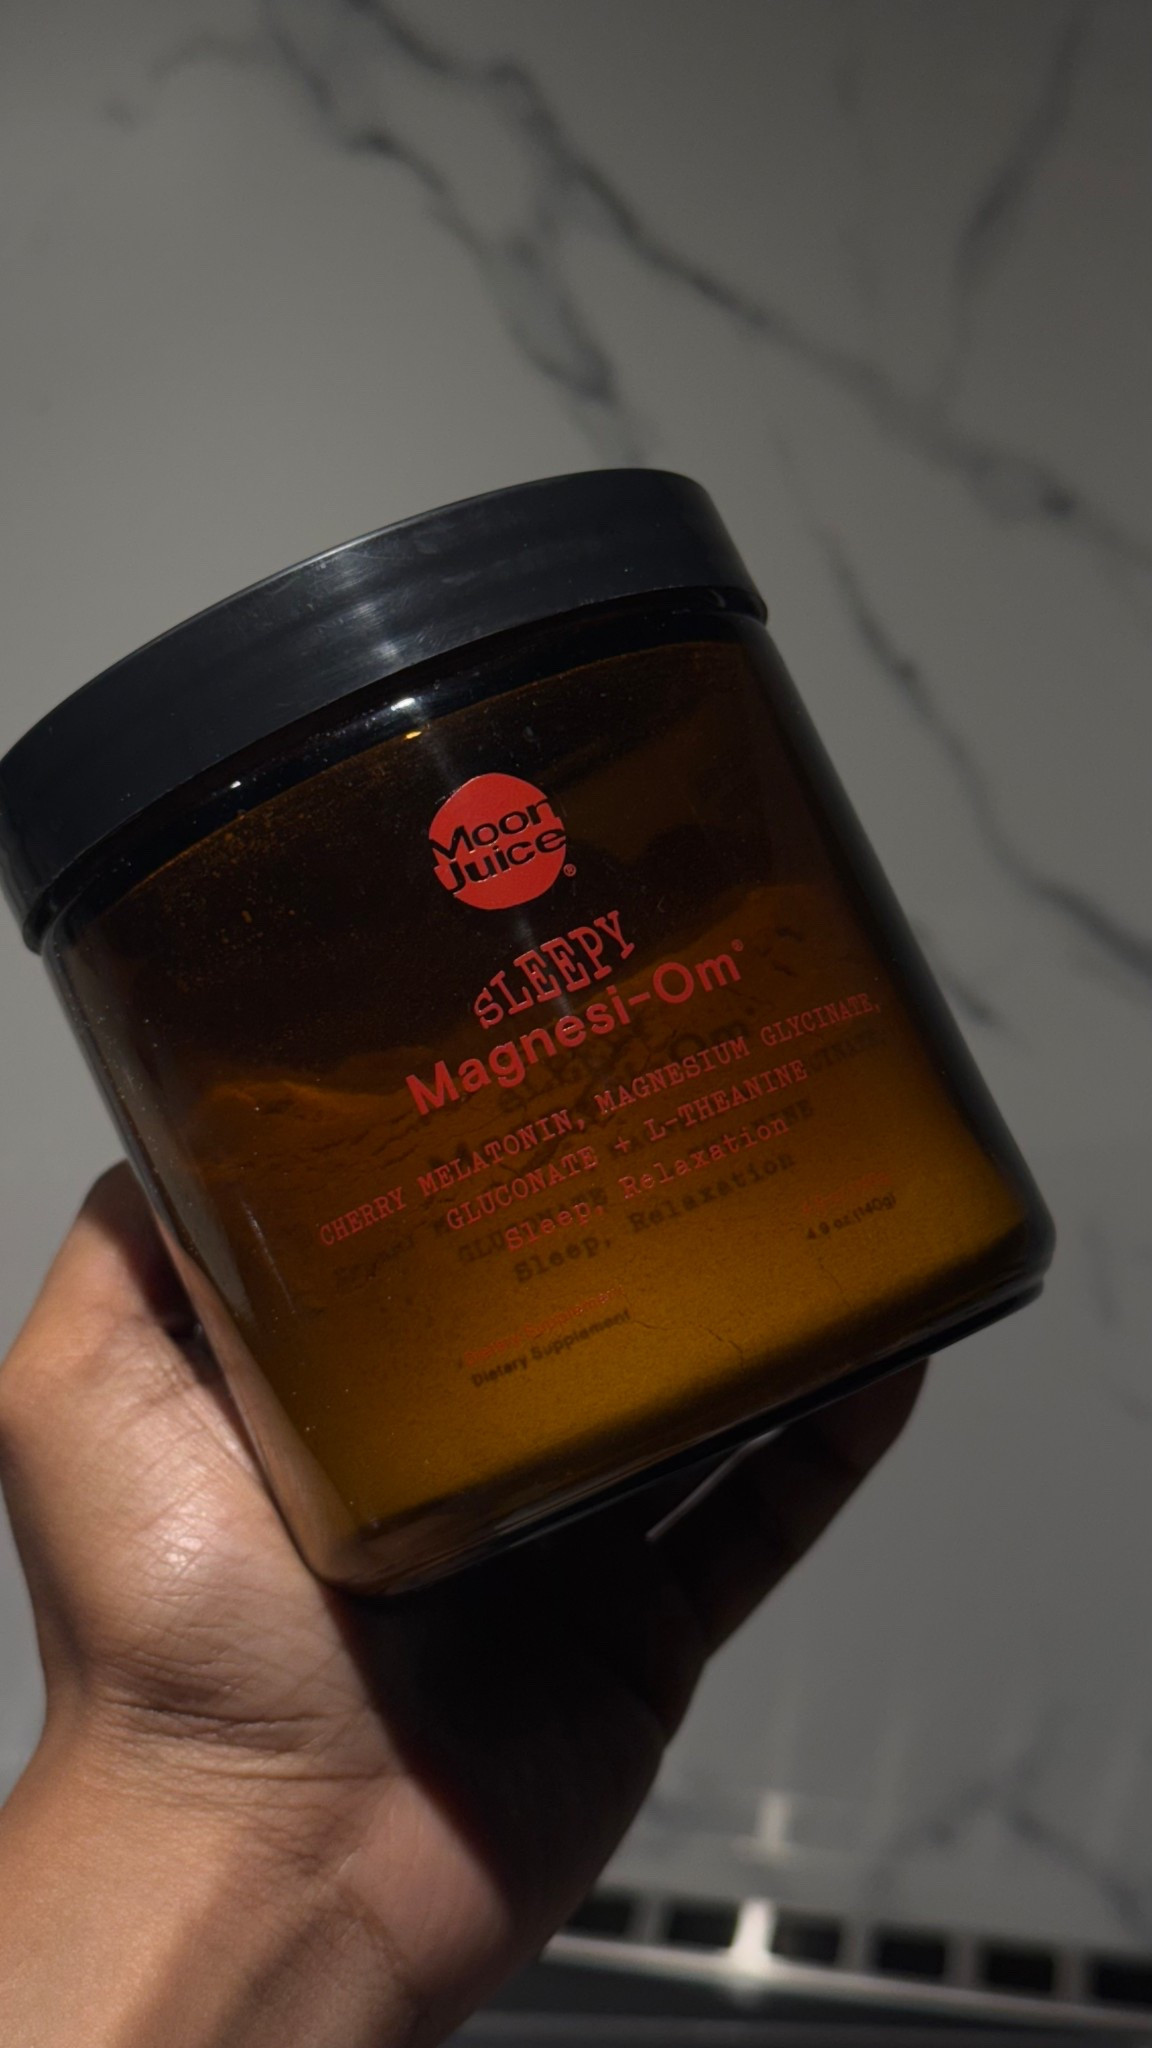 Moon
Juice®
SLEEPY
Magnesi-Om®
CHERRY MELATONIN, MAGNESIUM GLYCINATE,
GLUCONATE + L-THEANINE
Sleep, Relaxation
4.9 oz (140g)
Dietary Supplement